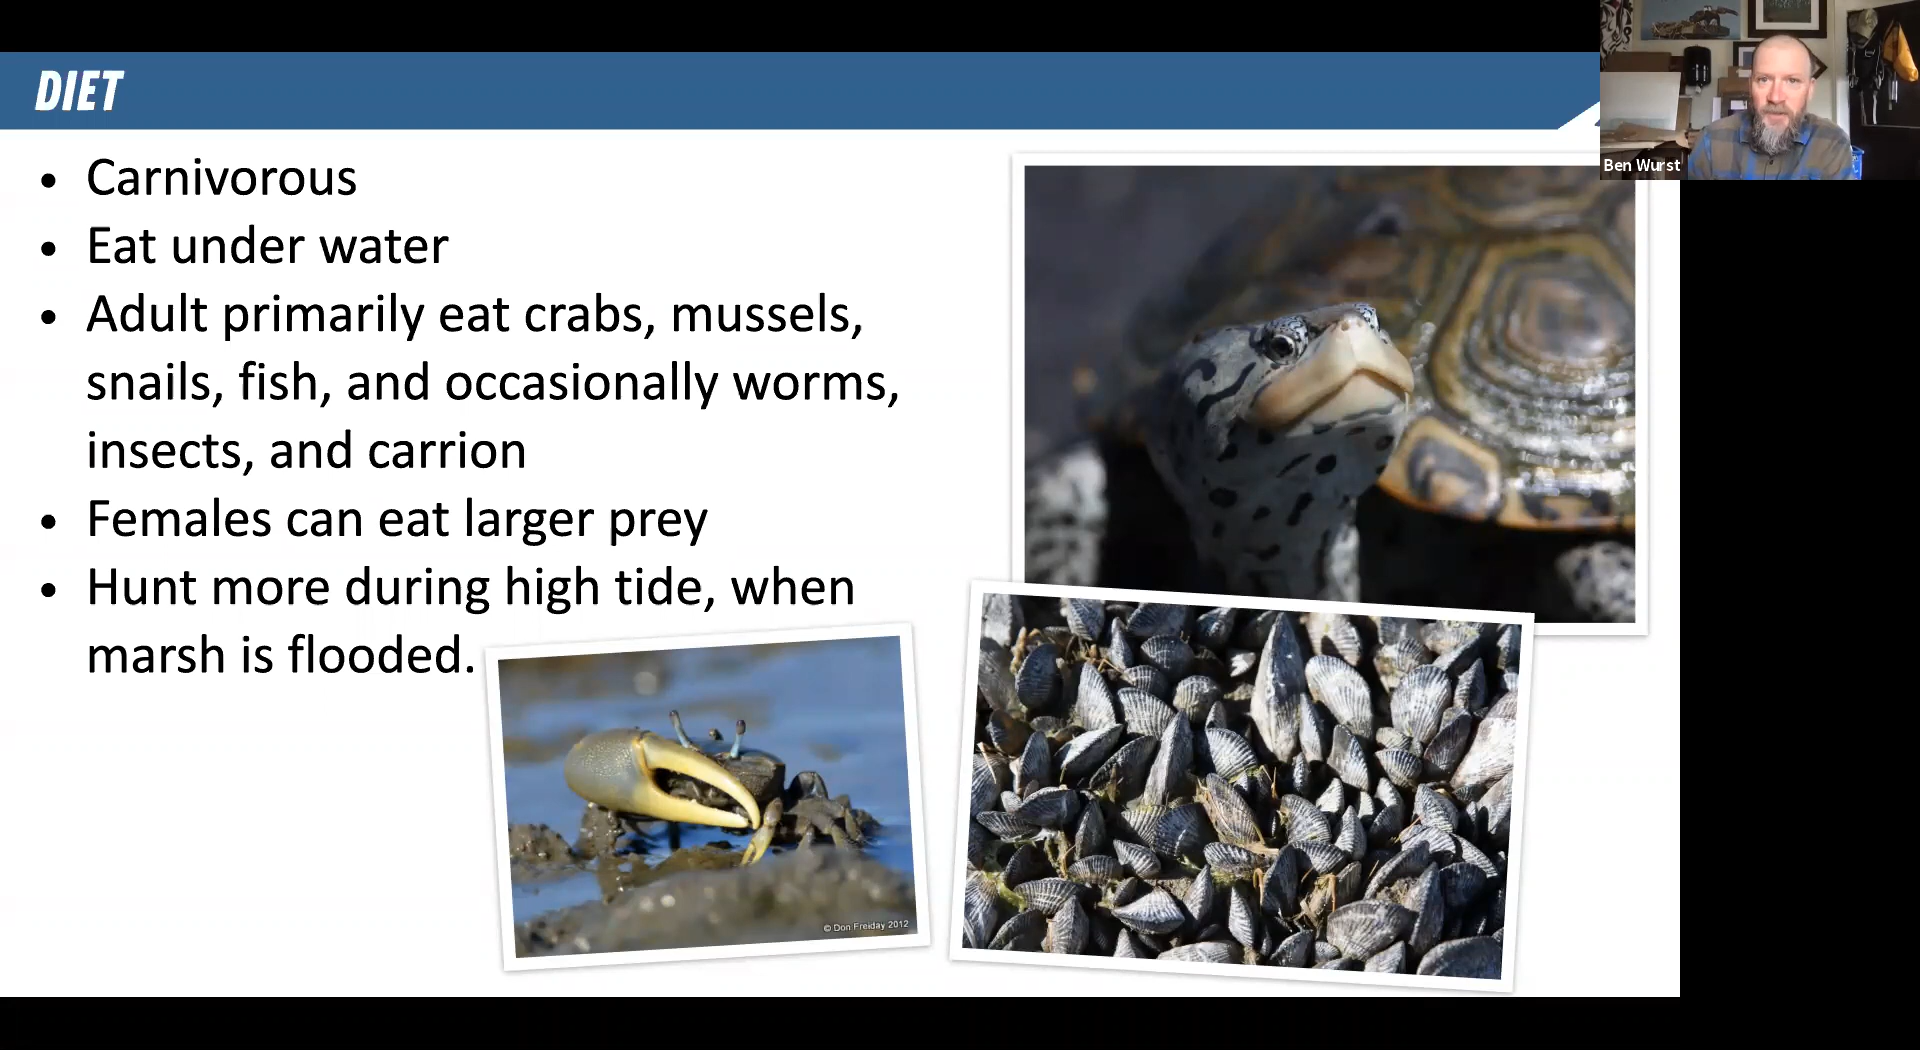 DIET
Ben Wurst
• Carnivorous
• Eat under water
• Adult primarily eat crabs, mussels,
snails, fish, and occasionally worms,
insects, and carrion
• Females can eat larger prey
• Hunt more during high tide, when
marsh is flooded.
© Don Freiday 2012